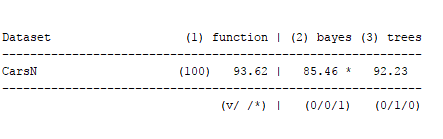 Dataset (1) function | (2) bayes (3) trees
------------------------------------------------------------
CarsN (100) 93.62 | 85.46 * 92.23
------------------------------------------------------------
(v/ /*) | (0/0/1) (0/1/0)